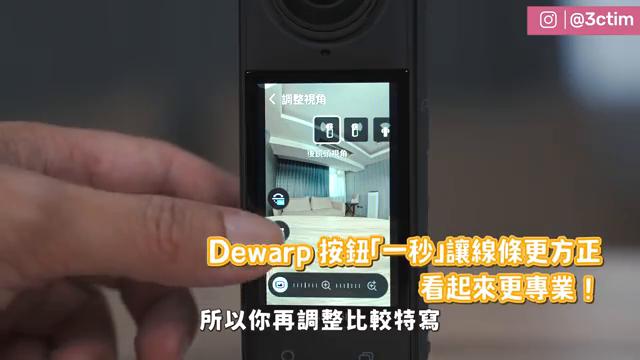 @3ctim
調整視角
後鏡頭視角
Dewarp 按鈕「一秒」讓線條更方正
看起來更專業！
所以你再調整比較特寫